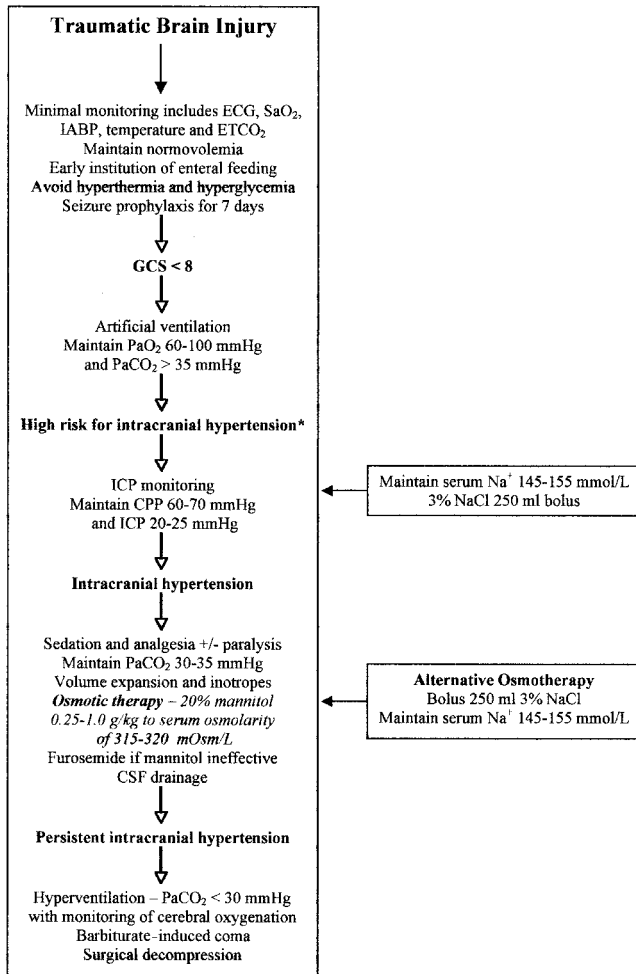 Traumatic Brain Injury
Minimal monitoring includes ECG, SaO₂,
IABP, temperature and ETCO₂
Maintain normovolemia
Early institution of enteral feeding
Avoid hyperthermia and hyperglycemia
Seizure prophylaxis for 7 days
GCS < 8
Artificial ventilation
Maintain PaO₂ 60-100 mmHg
and PaCO₂ > 35 mmHg
High risk for intracranial hypertension*
ICP monitoring
Maintain CPP 60-70 mmHg
and ICP 20-25 mmHg
Maintain serum Na⁺ 145-155 mmol/L
3% NaCl 250 ml bolus
Intracranial hypertension
Sedation and analgesia +/- paralysis
Maintain PaCO₂ 30-35 mmHg
Volume expansion and inotropes
Osmotic therapy – 20% mannitol
0.25-1.0 g/kg to serum osmolarity
of 315-320 mOsm/L
Furosemide if mannitol ineffective
CSF drainage
Alternative Osmotherapy
Bolus 250 ml 3% NaCl
Maintain serum Na⁺ 145-155 mmol/L
Persistent intracranial hypertension
Hyperventilation – PaCO₂ < 30 mmHg
with monitoring of cerebral oxygenation
Barbiturate-induced coma
Surgical decompression